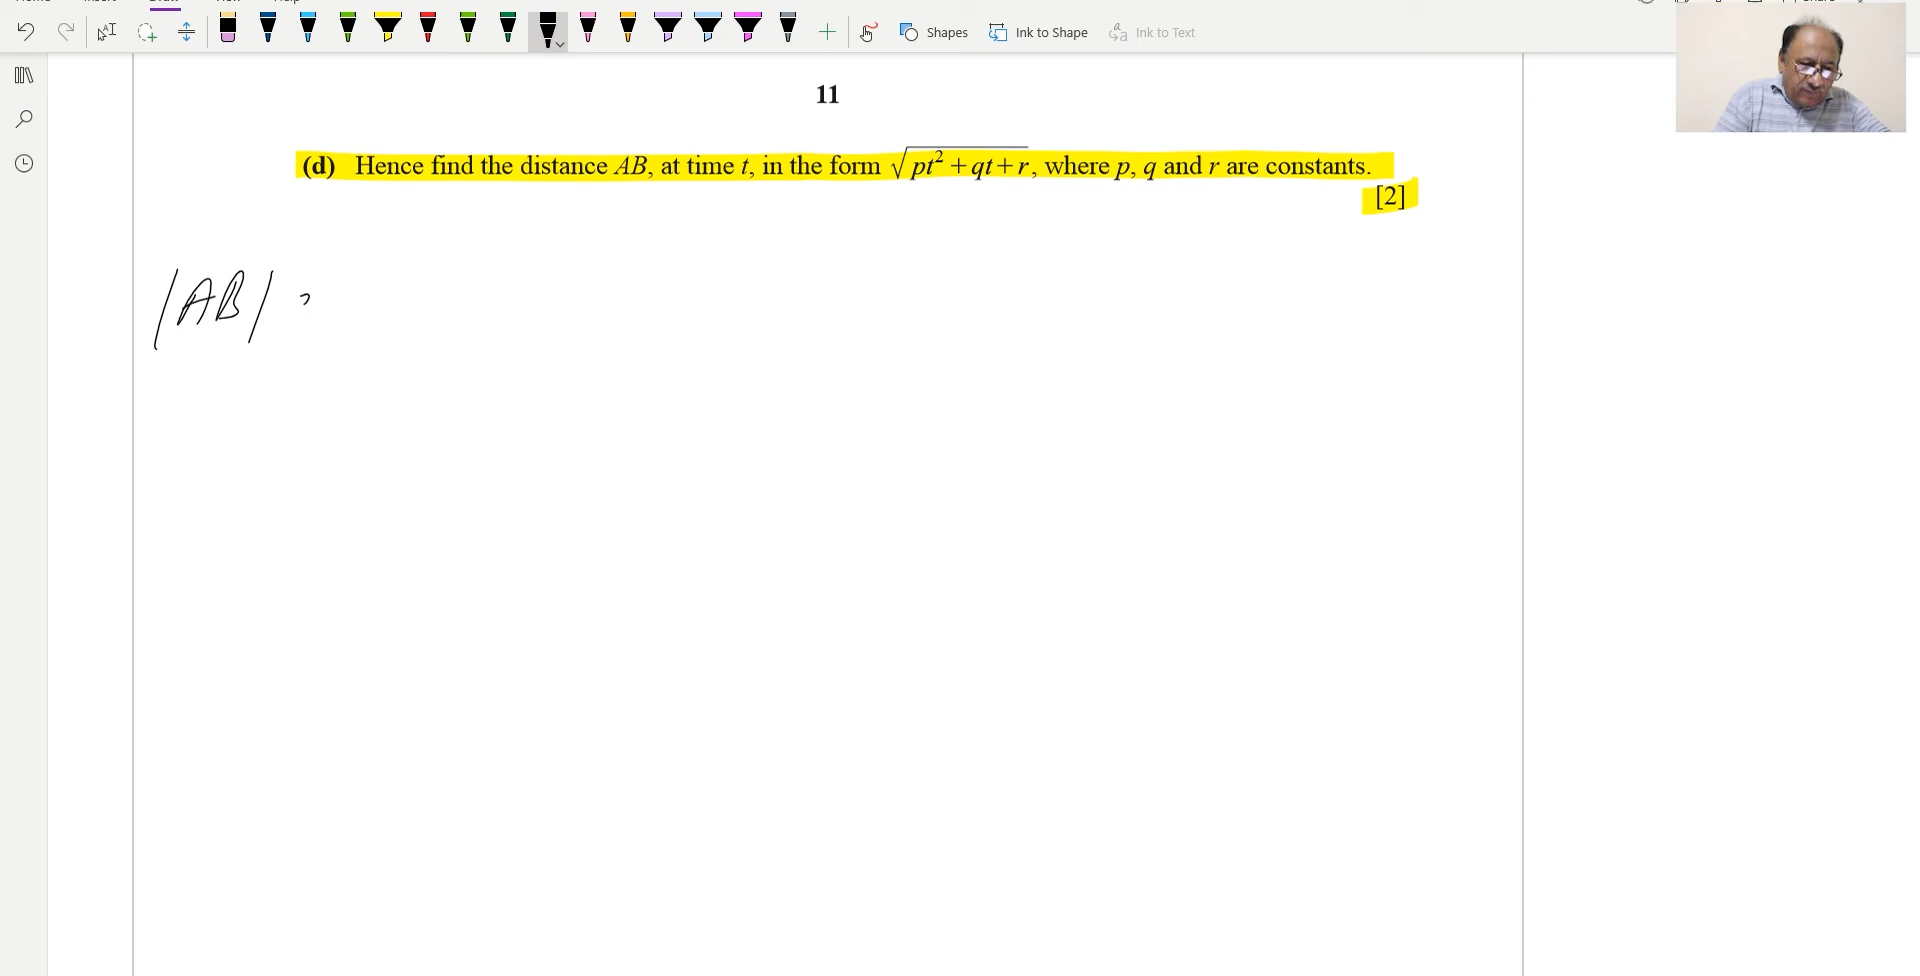 Shapes
Ink to Shape
Ink to Text
11
(d) Hence find the distance AB, at time t, in the form √(pt² + qt + r), where p, q and r are constants.
[2]
|AB|